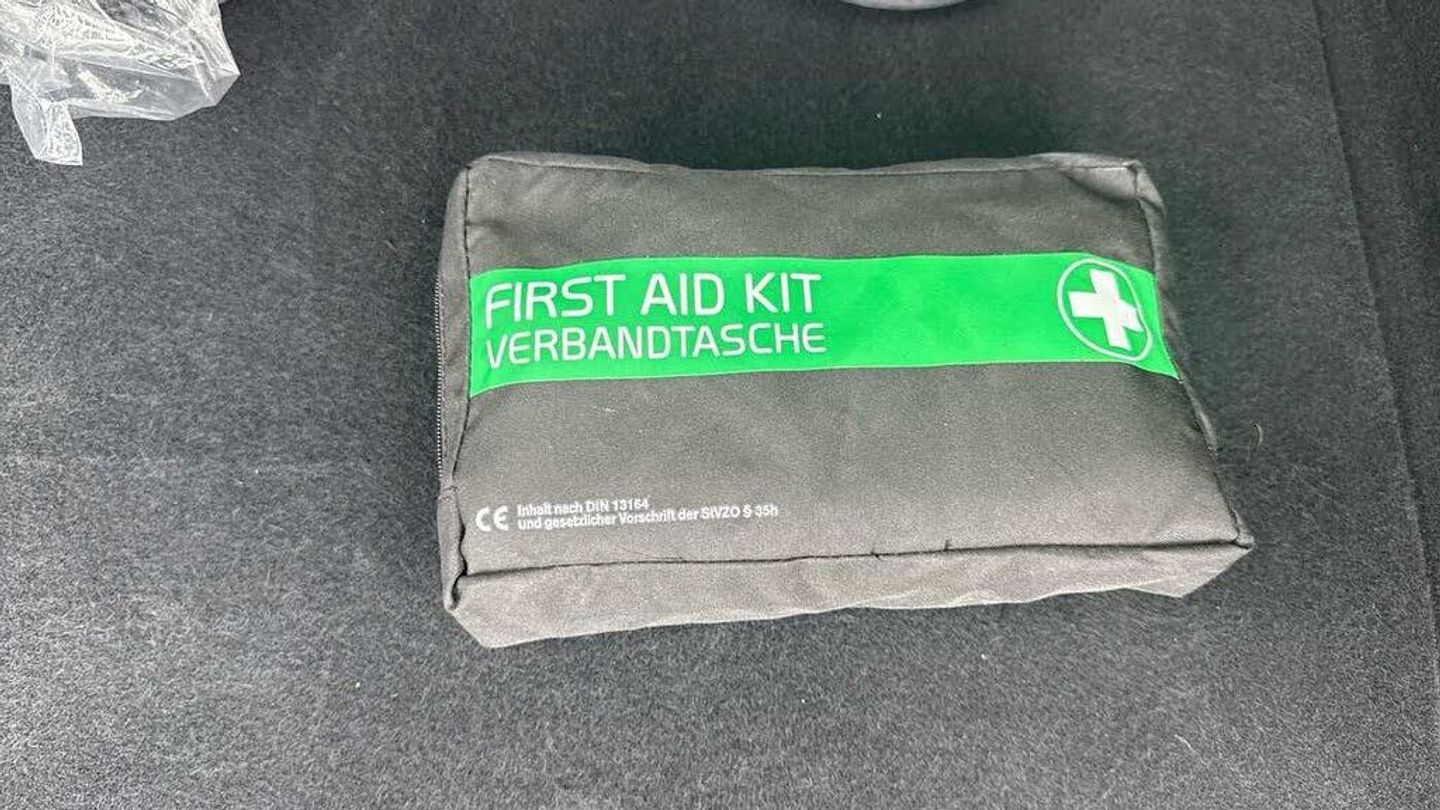 FIRST AID KIT
VERBANDTASCHE
CE Inhalt nach DIN 13164
und gesetzlicher Vorschrift der StVZO § 35h